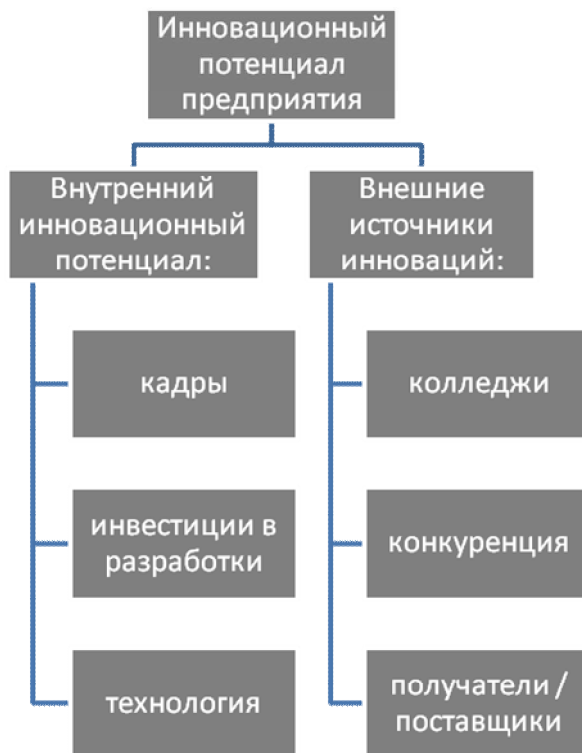 Инновационный
потенциал
предприятия
Внутренний
инновационный
потенциал:
Внешние
источники
инноваций:
кадры
колледжи
инвестиции в
разработки
конкуренция
технология
получатели /
поставщики